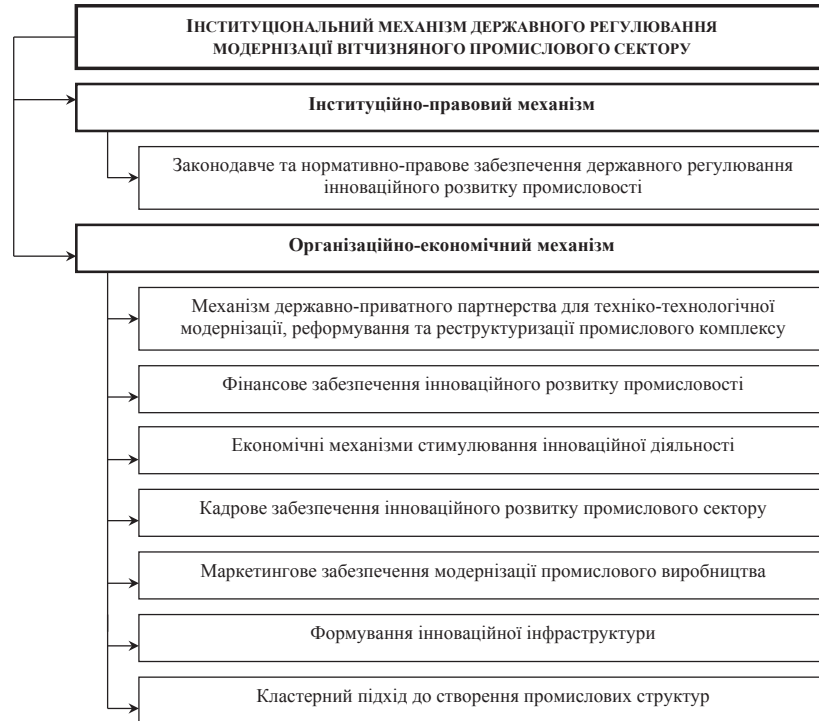 ІНСТИТУЦІОНАЛЬНИЙ МЕХАНІЗМ ДЕРЖАВНОГО РЕГУЛЮВАННЯ
МОДЕРНІЗАЦІЇ ВІТЧИЗНЯНОГО ПРОМИСЛОВОГО СЕКТОРУ
Інституційно-правовий механізм
Законодавче та нормативно-правове забезпечення державного регулювання
інноваційного розвитку промисловості
Організаційно-економічний механізм
Механізм державно-приватного партнерства для техніко-технологічної
модернізації, реформування та реструктуризації промислового комплексу
Фінансове забезпечення інноваційного розвитку промисловості
Економічні механізми стимулювання інноваційної діяльності
Кадрове забезпечення інноваційного розвитку промислового сектору
Маркетингове забезпечення модернізації промислового виробництва
Формування інноваційної інфраструктури
Кластерний підхід до створення промислових структур